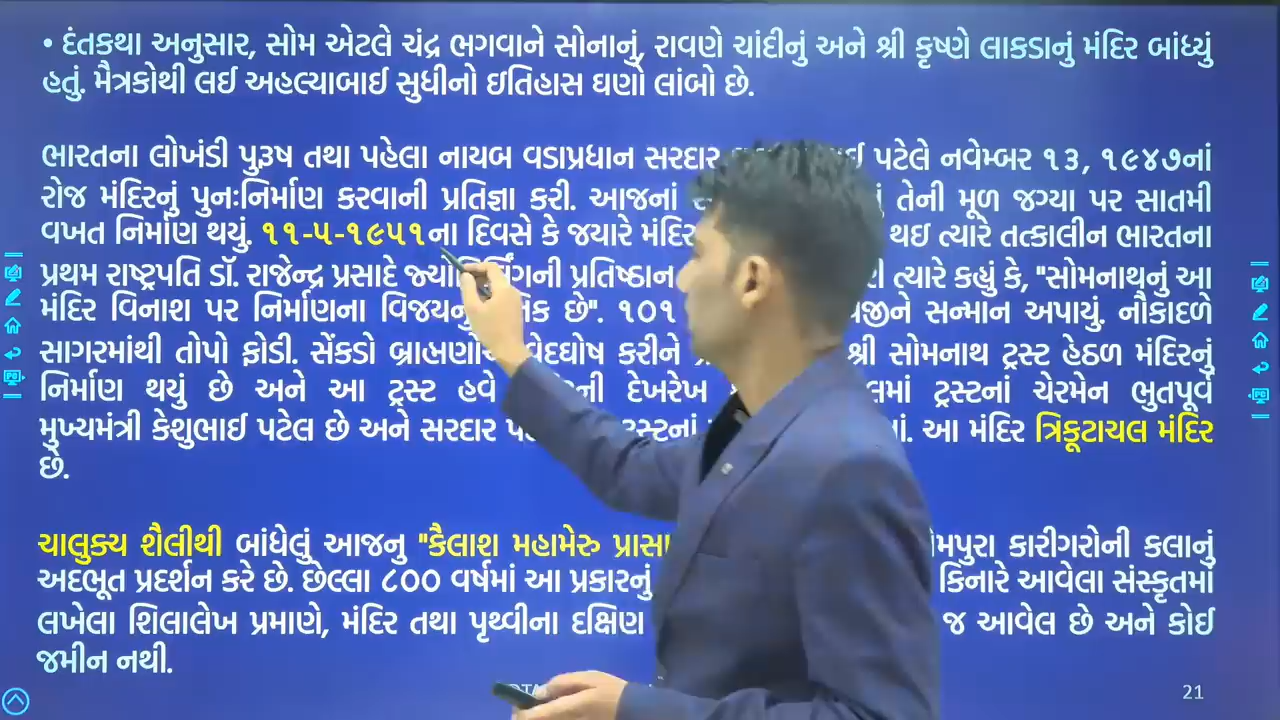 • દંતકથા અનુસાર, સોમ એટલે ચંદ્ર ભગવાને સોનાનું, રાવણે ચાંદીનું અને શ્રી કૃષ્ણે લાકડાનું મંદિર બાંધ્યું
હતું. મૈત્રકોથી લઈ અહલ્યાબાઈ સુધીનો ઇતિહાસ ઘણો લાંબો છે.
ભારતના લોખંડી પુરૂષ તથા પહેલા નાયબ વડાપ્રધાન સરદાર પટેલે નવેમ્બર ૧૩, ૧૯૪૭નાં
રોજ મંદિરનું પુનઃનિર્માણ કરવાની પ્રતિજ્ઞા કરી. આજનાં તેની મૂળ જગ્યા પર સાતમી
વખત નિર્માણ થયું. ૧૧-૫-૧૯૫૧ના દિવસે કે જયારે થઇ ત્યારે તત્કાલીન ભારતના
પ્રથમ રાષ્ટ્રપતિ ડૉ. રાજેન્દ્ર પ્રસાદે ત્યારે કહ્યું કે, "સોમનાથનું આ
મંદિર વિનાશ પર નિર્માણના છે". ૧૦૧ સન્માન અપાયું. નૌકાદળે
સાગરમાંથી તોપો ફોડી. સેંકડો વેદઘોષ કરીને શ્રી સોમનાથ ટ્રસ્ટ હેઠળ મંદિરનું
નિર્માણ થયું છે અને આ ટ્રસ્ટ હવે દેખરેખ ટ્રસ્ટનાં ચેરમેન ભુતપૂર્વ
મુખ્યમંત્રી કેશુભાઈ પટેલ છે અને સરદાર આ મંદિર ત્રિકૂટાચલ મંદિર
છે.
ચાલુક્ય શૈલીથી બાંધેલું આજનુ "કૈલાશ મહામેરુ કારીગરોની કલાનું
અદભૂત પ્રદર્શન કરે છે. છેલ્લા ૮૦૦ વર્ષમાં આ પ્રકારનું કિનારે આવેલા સંસ્કૃતમાં
લખેલા શિલાલેખ પ્રમાણે, મંદિર તથા પૃથ્વીના દક્ષિણ જ આવેલ છે અને કોઈ
જમીન નથી.
21